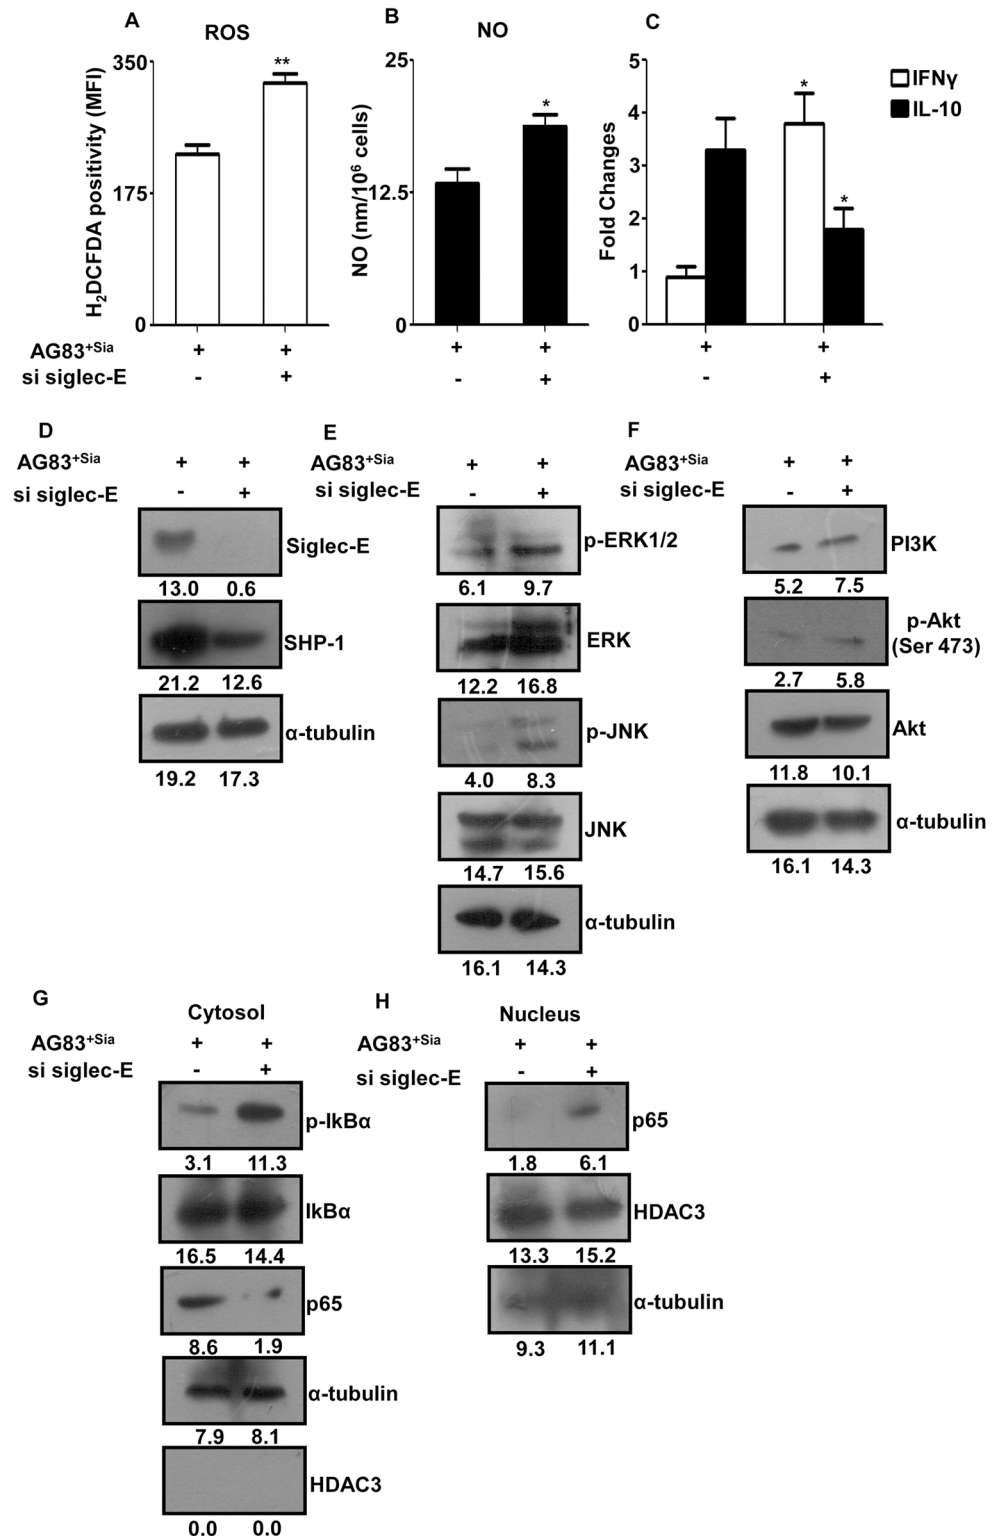 A
ROS
350
**
175
0
H₂DCFDA positivity (MFI)
B
NO
25
*
12.5
0
NO (nm/10⁶ cells)
C
5
4
3
2
1
0
Fold Changes
*
*
IFNγ
IL-10
AG83⁺ˢⁱᵃ + + + + + +
si siglec-E - + - + - +
D
AG83⁺ˢⁱᵃ + +
si siglec-E - +
Siglec-E
13.0 0.6
SHP-1
21.2 12.6
α-tubulin
19.2 17.3
E
AG83⁺ˢⁱᵃ + +
si siglec-E - +
p-ERK1/2
6.1 9.7
ERK
12.2 16.8
p-JNK
4.0 8.3
JNK
14.7 15.6
α-tubulin
16.1 14.3
F
AG83⁺ˢⁱᵃ + +
si siglec-E - +
PI3K
5.2 7.5
p-Akt
(Ser 473)
2.7 5.8
Akt
11.8 10.1
α-tubulin
16.1 14.3
G
Cytosol
AG83⁺ˢⁱᵃ + +
si siglec-E - +
p-IkBα
3.1 11.3
IkBα
16.5 14.4
p65
8.6 1.9
α-tubulin
7.9 8.1
HDAC3
0.0 0.0
H
Nucleus
AG83⁺ˢⁱᵃ + +
si siglec-E - +
p65
1.8 6.1
HDAC3
13.3 15.2
α-tubulin
9.3 11.1